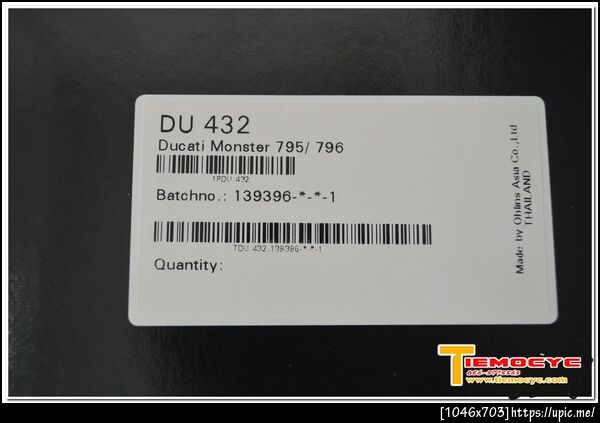 DU 432
Ducati Monster 795/ 796
1PDU 432
Batchno.: 139396-*-*-1
TDU 432.139396-*-*-1
Quantity:
Made by Ohlins Asia Co.,Ltd
THAILAND
TIEMOCYC
www.tiemocyc.com
[1046x703]https://upic.me/